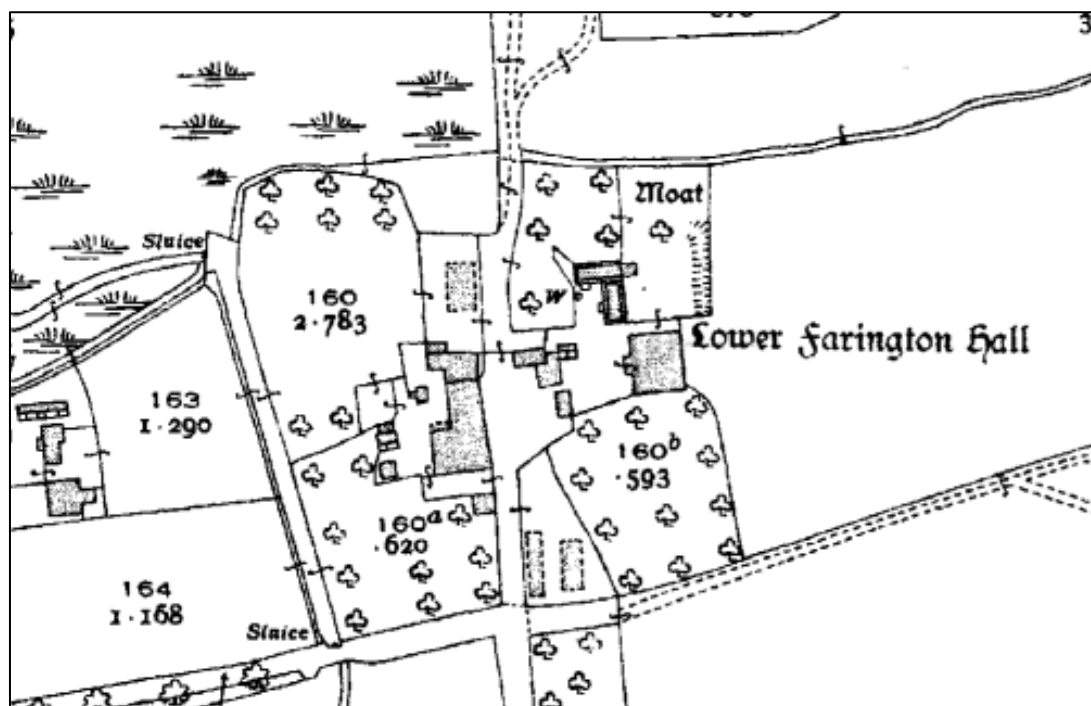 Moat
Sluice
160
2·783
W
Lower Farington Hall
163
1·290
160b
·593
160a
·620
164
1·168
Sluice